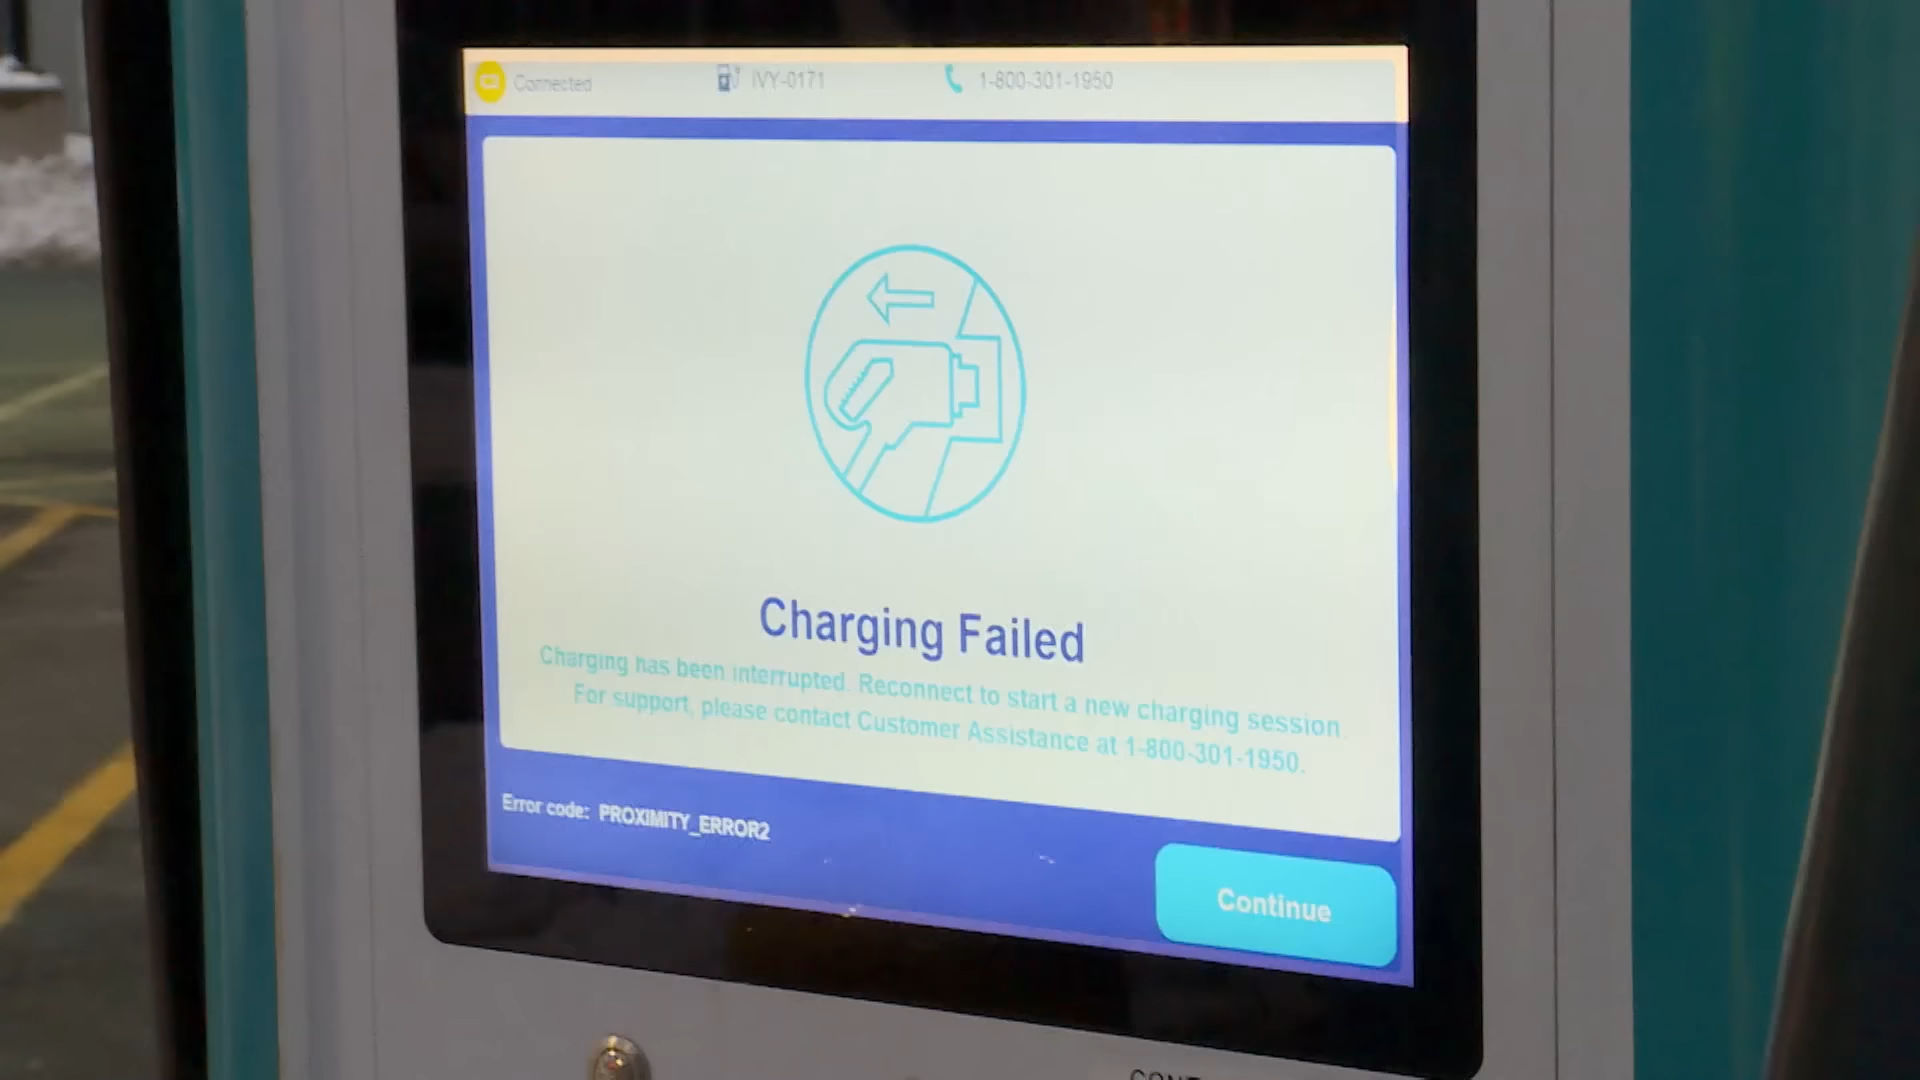 Connected
IVY-0171
1-800-301-1950
Charging Failed
Charging has been interrupted. Reconnect to start a new charging session.
For support, please contact Customer Assistance at 1-800-301-1950.
Error code: PROXIMITY_ERROR2
Continue